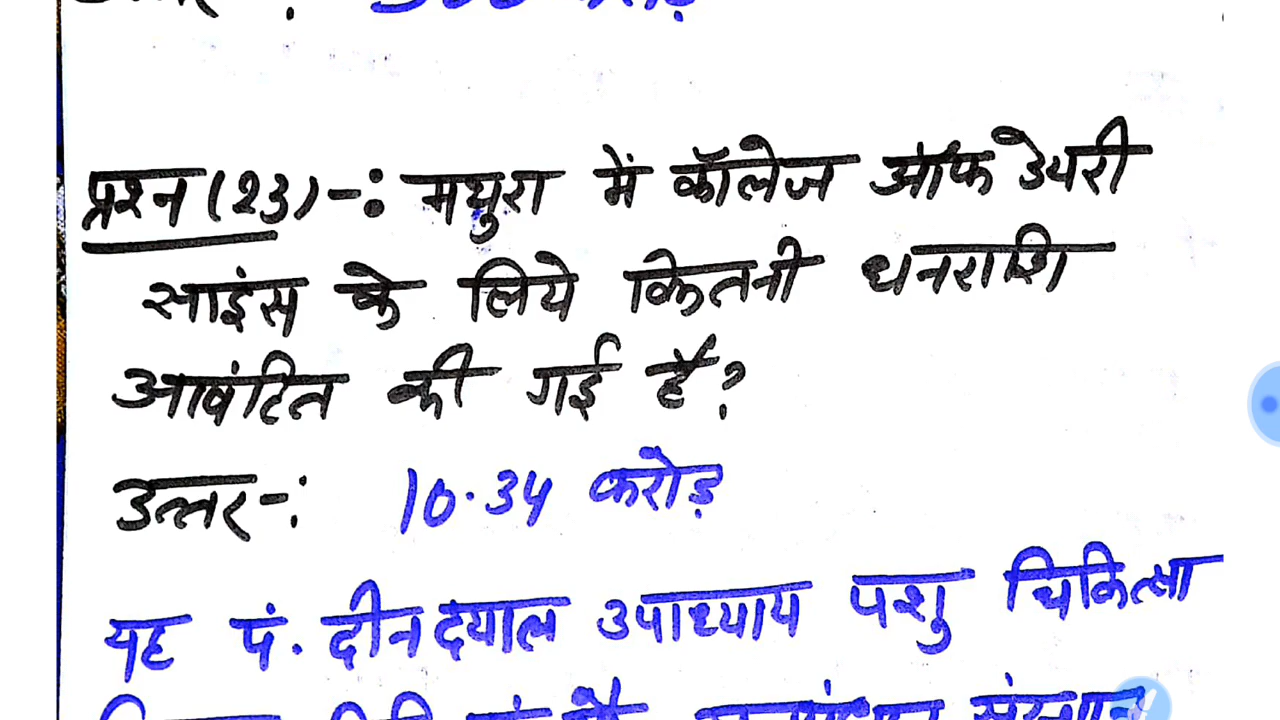 प्रश्न (23)-: मथुरा में कॉलेज ऑफ डेयरी
साइंस के लिये कितनी धनराशि
आवंटित की गई है?
उत्तर-: 10.34 करोड़
यह पं. दीनदयाल उपाध्याय पशु चिकित्सा